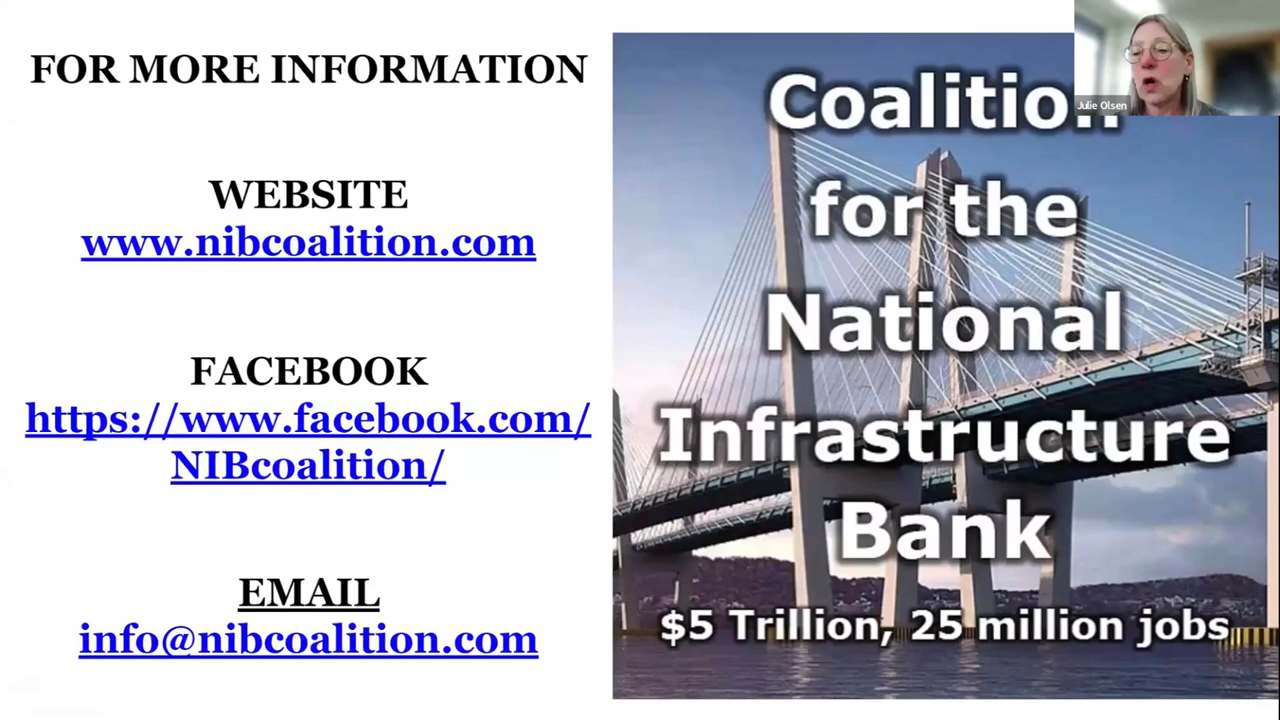 FOR MORE INFORMATION
WEBSITE
www.nibcoalition.com
FACEBOOK
https://www.facebook.com/
NIBcoalition/
EMAIL
info@nibcoalition.com
Coalition
for the
National
Infrastructure
Bank
$5 Trillion, 25 million jobs
Julie Olsen